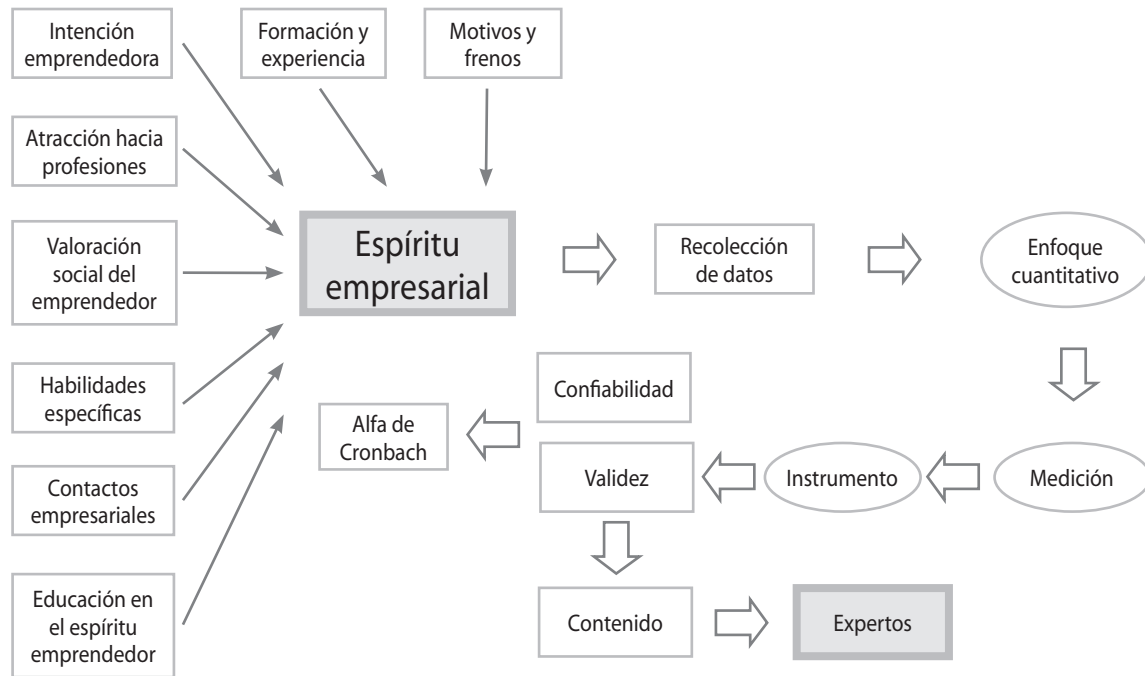 Intención
emprendedora
Formación y
experiencia
Motivos y
frenos
Atracción hacia
profesiones
Valoración
social del
emprendedor
Espíritu
empresarial
Recolección
de datos
Enfoque
cuantitativo
Habilidades
específicas
Alfa de
Cronbach
Confiabilidad
Validez
Instrumento
Medición
Contactos
empresariales
Educación en
el espíritu
emprendedor
Contenido
Expertos